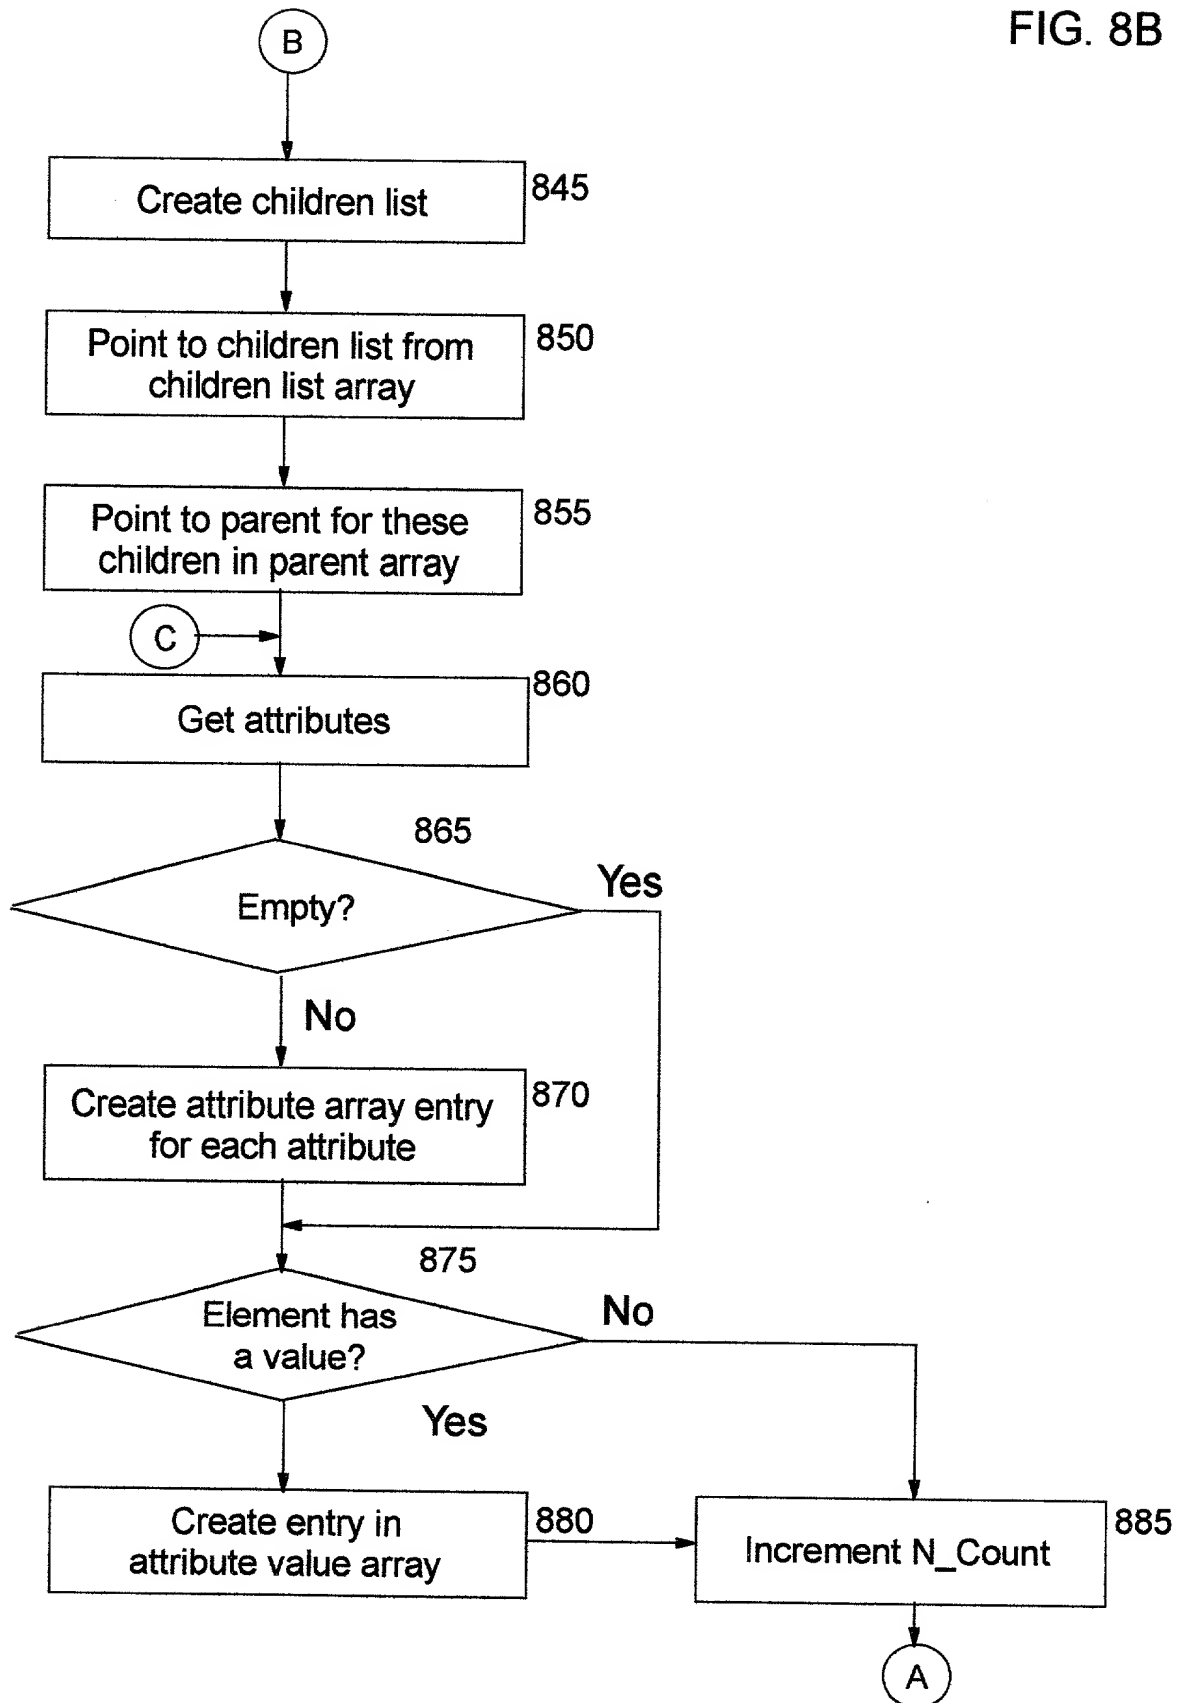 FIG. 8B
B
Create children list
845
Point to children list from
children list array
850
Point to parent for these
children in parent array
855
C
Get attributes
860
865
Empty?
Yes
No
Create attribute array entry
for each attribute
870
875
Element has
a value?
No
Yes
Create entry in
attribute value array
880
Increment N_Count
885
A